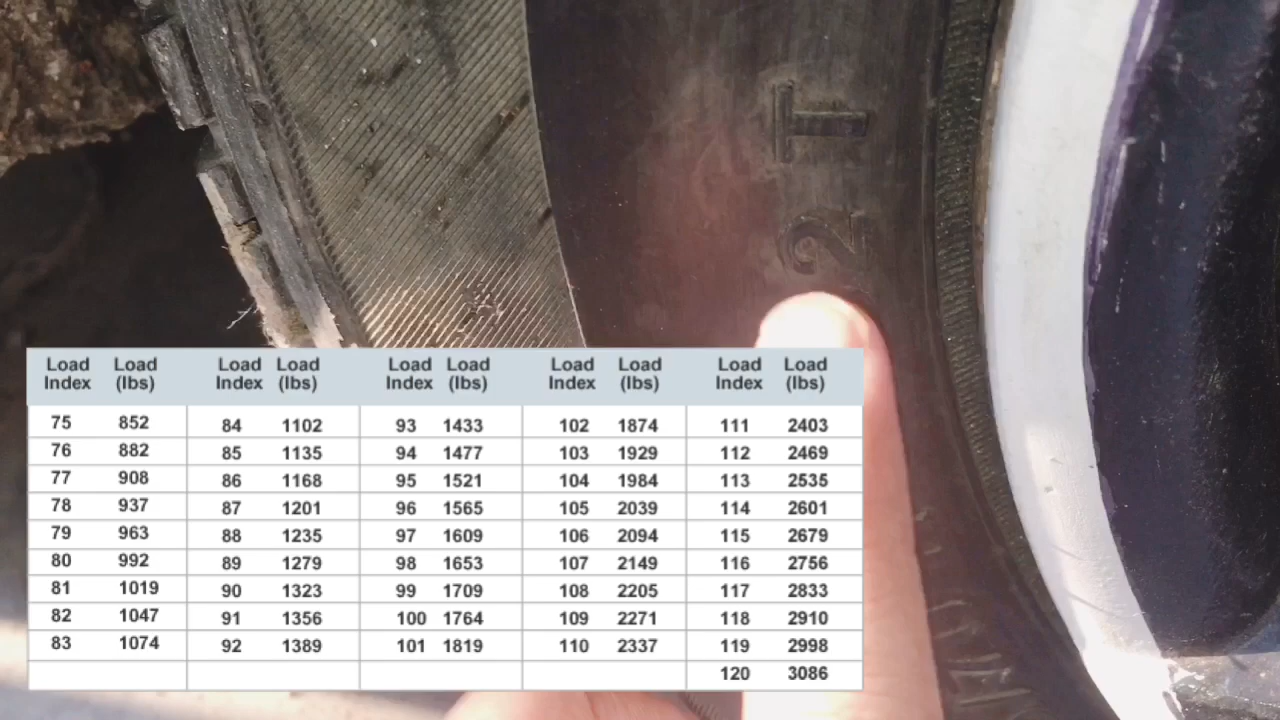 T
2
Load Index Load (lbs) Load Index Load (lbs) Load Index Load (lbs) Load Index Load (lbs) Load Index Load (lbs)
75 852 84 1102 93 1433 102 1874 111 2403
76 882 85 1135 94 1477 103 1929 112 2469
77 908 86 1168 95 1521 104 1984 113 2535
78 937 87 1201 96 1565 105 2039 114 2601
79 963 88 1235 97 1609 106 2094 115 2679
80 992 89 1279 98 1653 107 2149 116 2756
81 1019 90 1323 99 1709 108 2205 117 2833
82 1047 91 1356 100 1764 109 2271 118 2910
83 1074 92 1389 101 1819 110 2337 119 2998
120 3086